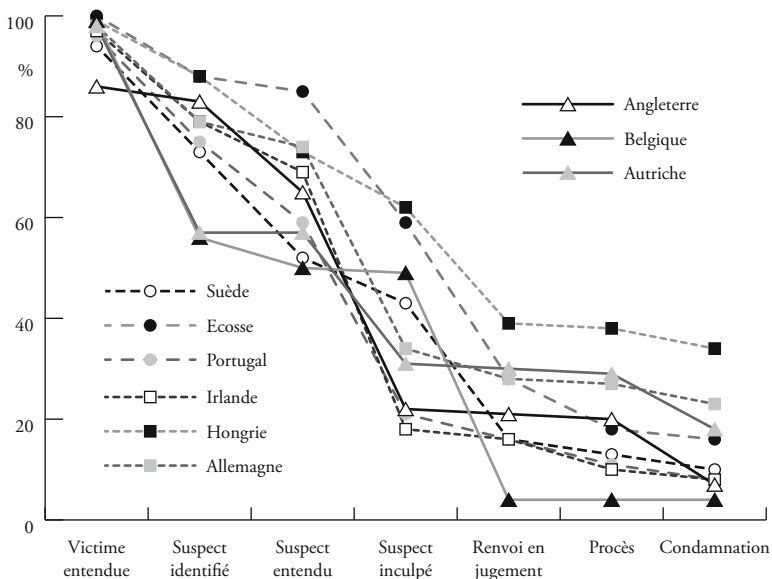 100
%
80
60
40
20
0
Angleterre
Belgique
Autriche
Suède
Ecosse
Portugal
Irlande
Hongrie
Allemagne
Victime
entendue
Suspect
identifié
Suspect
entendu
Suspect
inculpé
Renvoi en
jugement
Procès
Condamnation